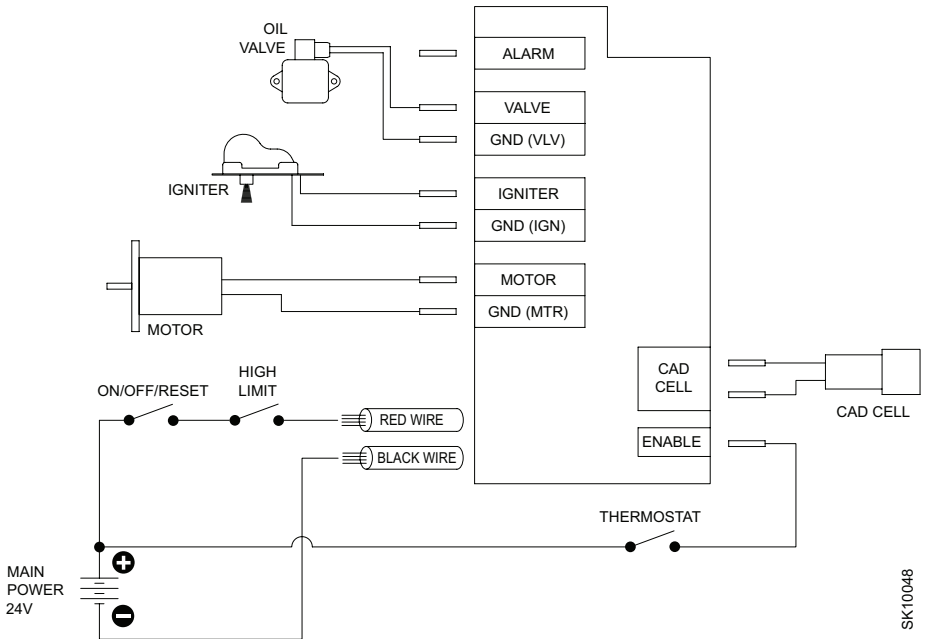 OIL
VALVE
ALARM
VALVE
GND (VLV)
IGNITER
IGNITER
GND (IGN)
MOTOR
GND (MTR)
MOTOR
CAD
CELL
CAD CELL
ENABLE
ON/OFF/RESET
HIGH
LIMIT
RED WIRE
BLACK WIRE
THERMOSTAT
MAIN
POWER
24V
SK10048